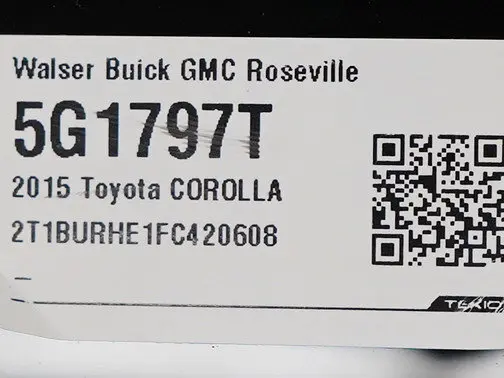 Walser Buick GMC Roseville
5G1797T
2015 Toyota COROLLA
2T1BURHE1FC420608